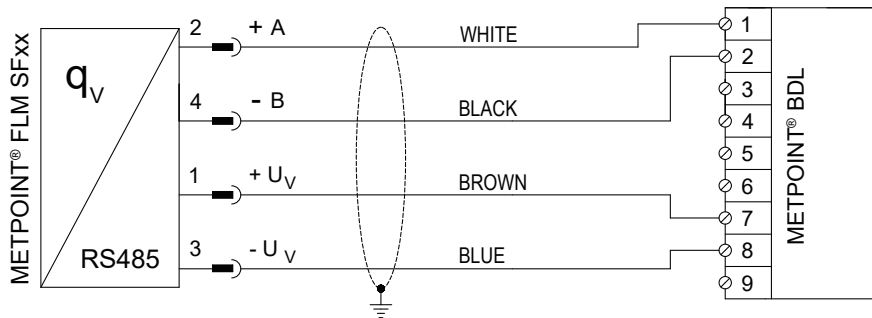 METPOINT® FLM SFxx
qV
RS485
2 + A WHITE
4 - B BLACK
1 + UV BROWN
3 - UV BLUE
1
2
3
4
5
6
7
8
9
METPOINT® BDL